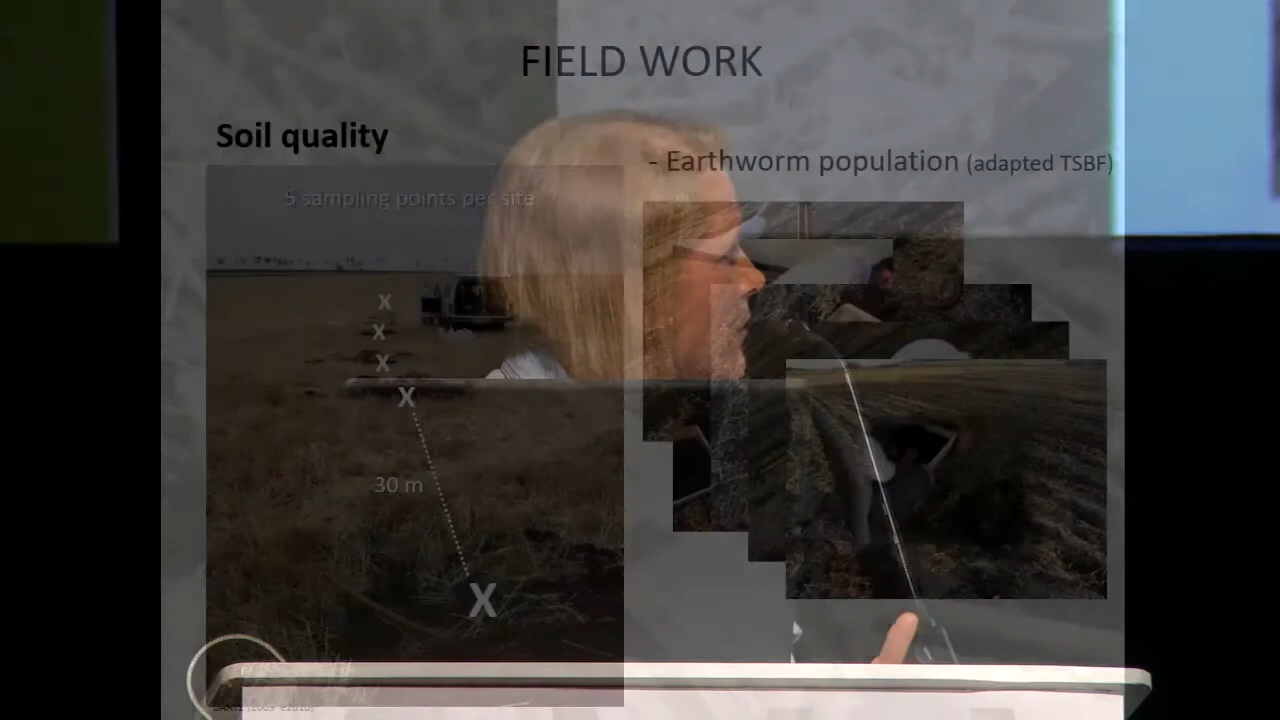 FIELD WORK
Soil quality
5 sampling points per site
X
X
X
X
30 m
X
- Earthworm population (adapted TSBF)